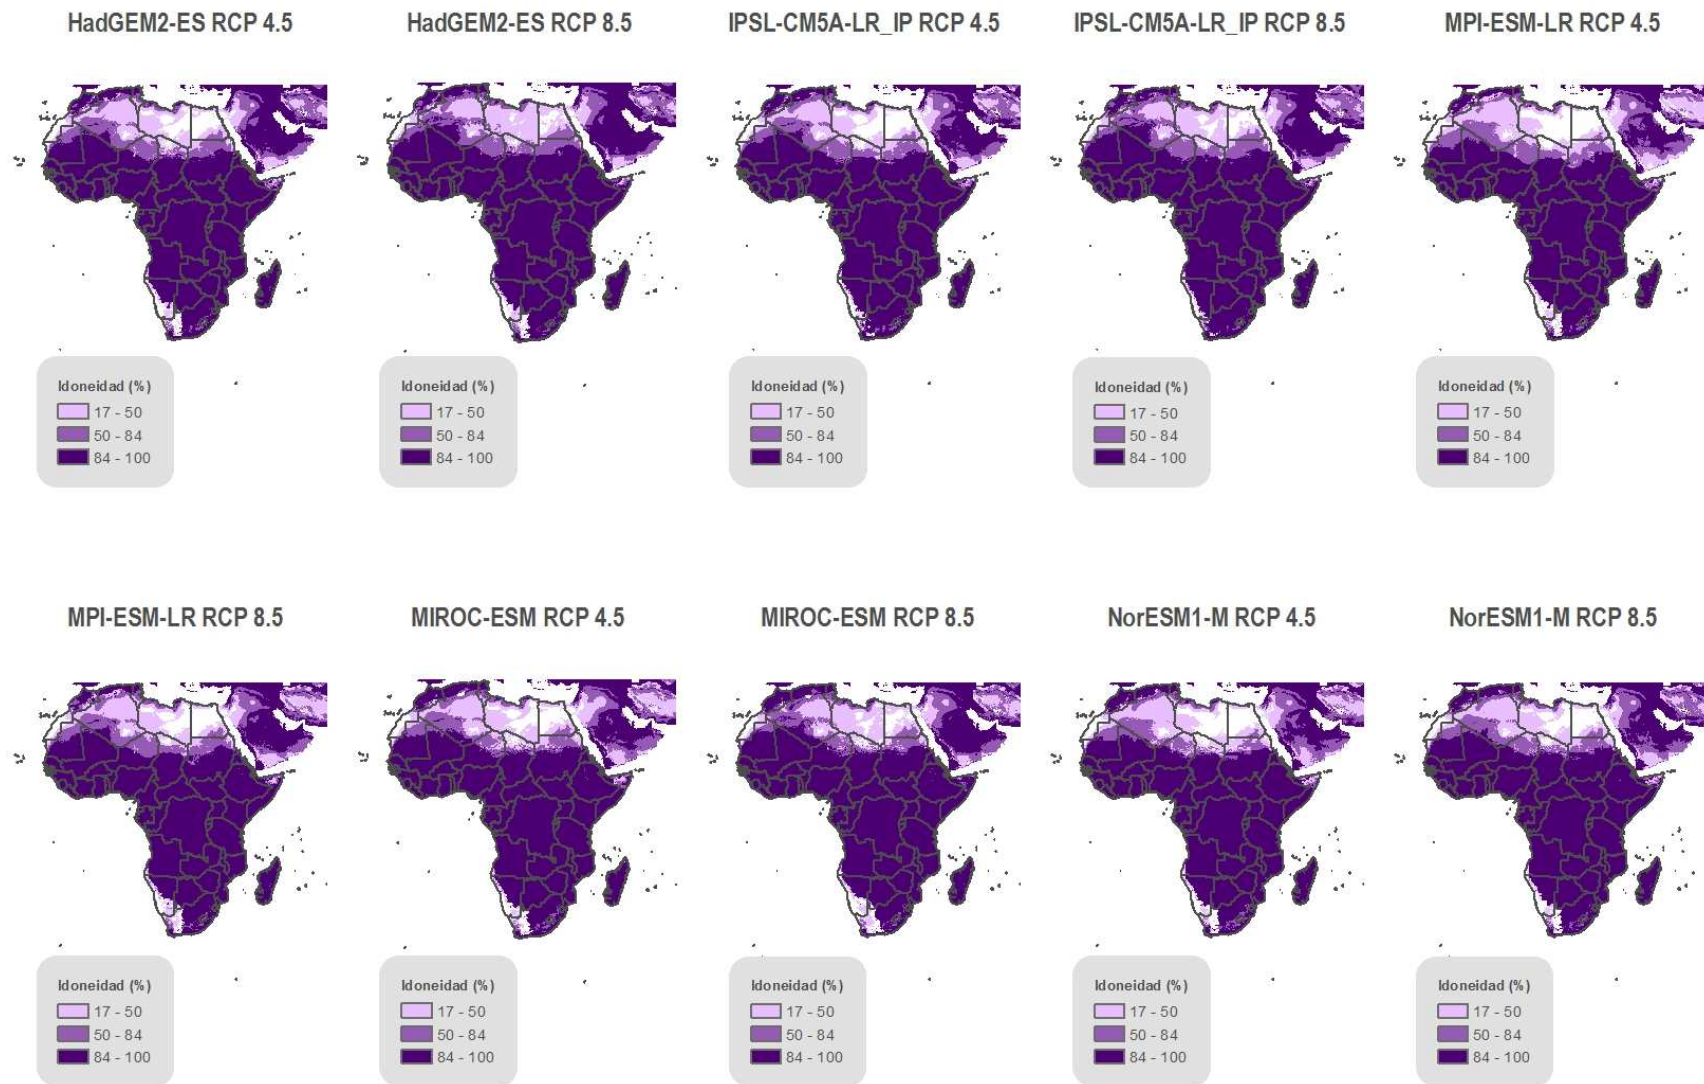 HadGEM2-ES RCP 4.5
HadGEM2-ES RCP 8.5
IPSL-CM5A-LR_IP RCP 4.5
IPSL-CM5A-LR_IP RCP 8.5
MPI-ESM-LR RCP 4.5
Idoneidad (%)
17 - 50
50 - 84
84 - 100
Idoneidad (%)
17 - 50
50 - 84
84 - 100
Idoneidad (%)
17 - 50
50 - 84
84 - 100
Idoneidad (%)
17 - 50
50 - 84
84 - 100
Idoneidad (%)
17 - 50
50 - 84
84 - 100
MPI-ESM-LR RCP 8.5
MIROC-ESM RCP 4.5
MIROC-ESM RCP 8.5
NorESM1-M RCP 4.5
NorESM1-M RCP 8.5
Idoneidad (%)
17 - 50
50 - 84
84 - 100
Idoneidad (%)
17 - 50
50 - 84
84 - 100
Idoneidad (%)
17 - 50
50 - 84
84 - 100
Idoneidad (%)
17 - 50
50 - 84
84 - 100
Idoneidad (%)
17 - 50
50 - 84
84 - 100